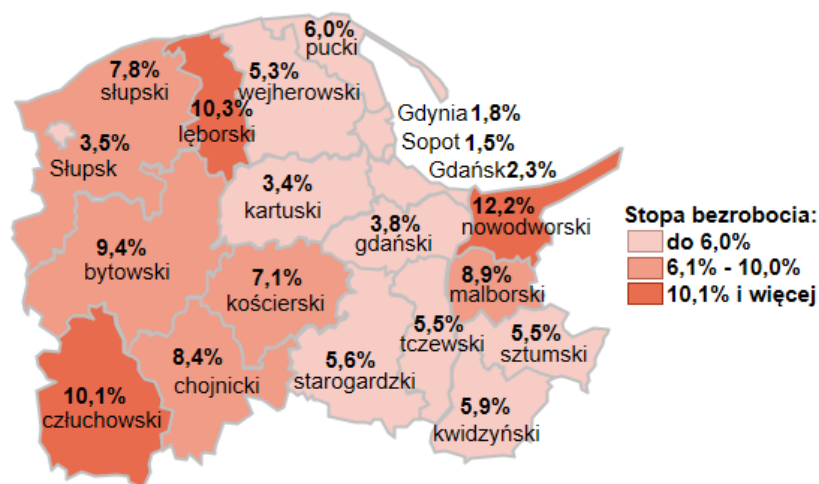 6,0%
pucki
7,8%
słupski
5,3%
wejherowski
10,3%
lęborski
Gdynia 1,8%
Sopot 1,5%
Gdańsk 2,3%
3,5%
Słupsk
3,4%
kartuski
12,2%
nowodworski
3,8%
gdański
Stopa bezrobocia:
do 6,0%
6,1% - 10,0%
10,1% i więcej
9,4%
bytowski
7,1%
kościerski
8,9%
malborski
5,5%
tczewski
5,5%
sztumski
8,4%
chojnicki
5,6%
starogardzki
10,1%
człuchowski
5,9%
kwidzyński